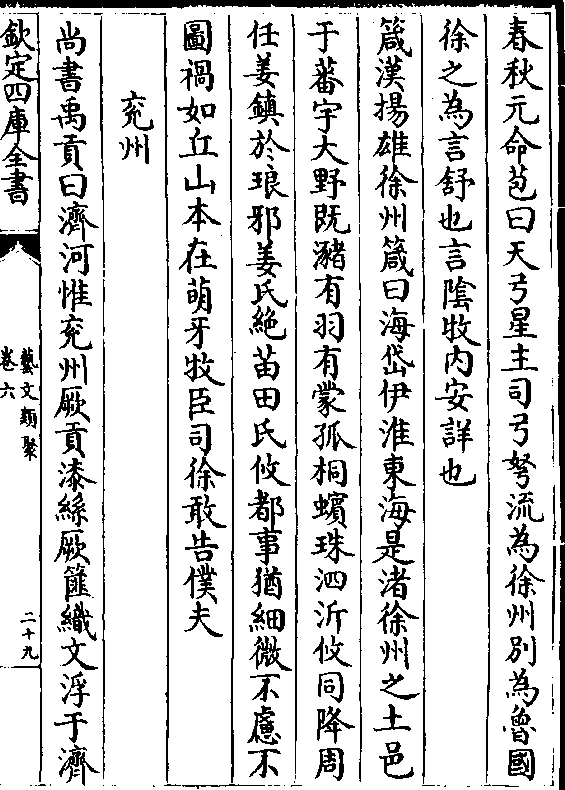 春秋元命苞曰天弓星主司弓弩流為徐州別為魯國
徐之為言舒也言陰牧內安詳也
箴漢揚雄徐州箴曰海岱伊淮東海是渚徐州之土邑
于蕃宇大野既瀦有羽有蒙孤桐蠙珠泗沂攸同降周
任姜鎮於琅邪姜氏絕苗田氏攸都事猶細微不慮不
圖禍如丘山本在萌牙牧臣司徐敢告僕夫
兖州
尚書禹貢曰濟河惟兖州厥貢漆絲厥篚織文浮于濟
欽定四庫全書
藝文類聚
卷六
二十九